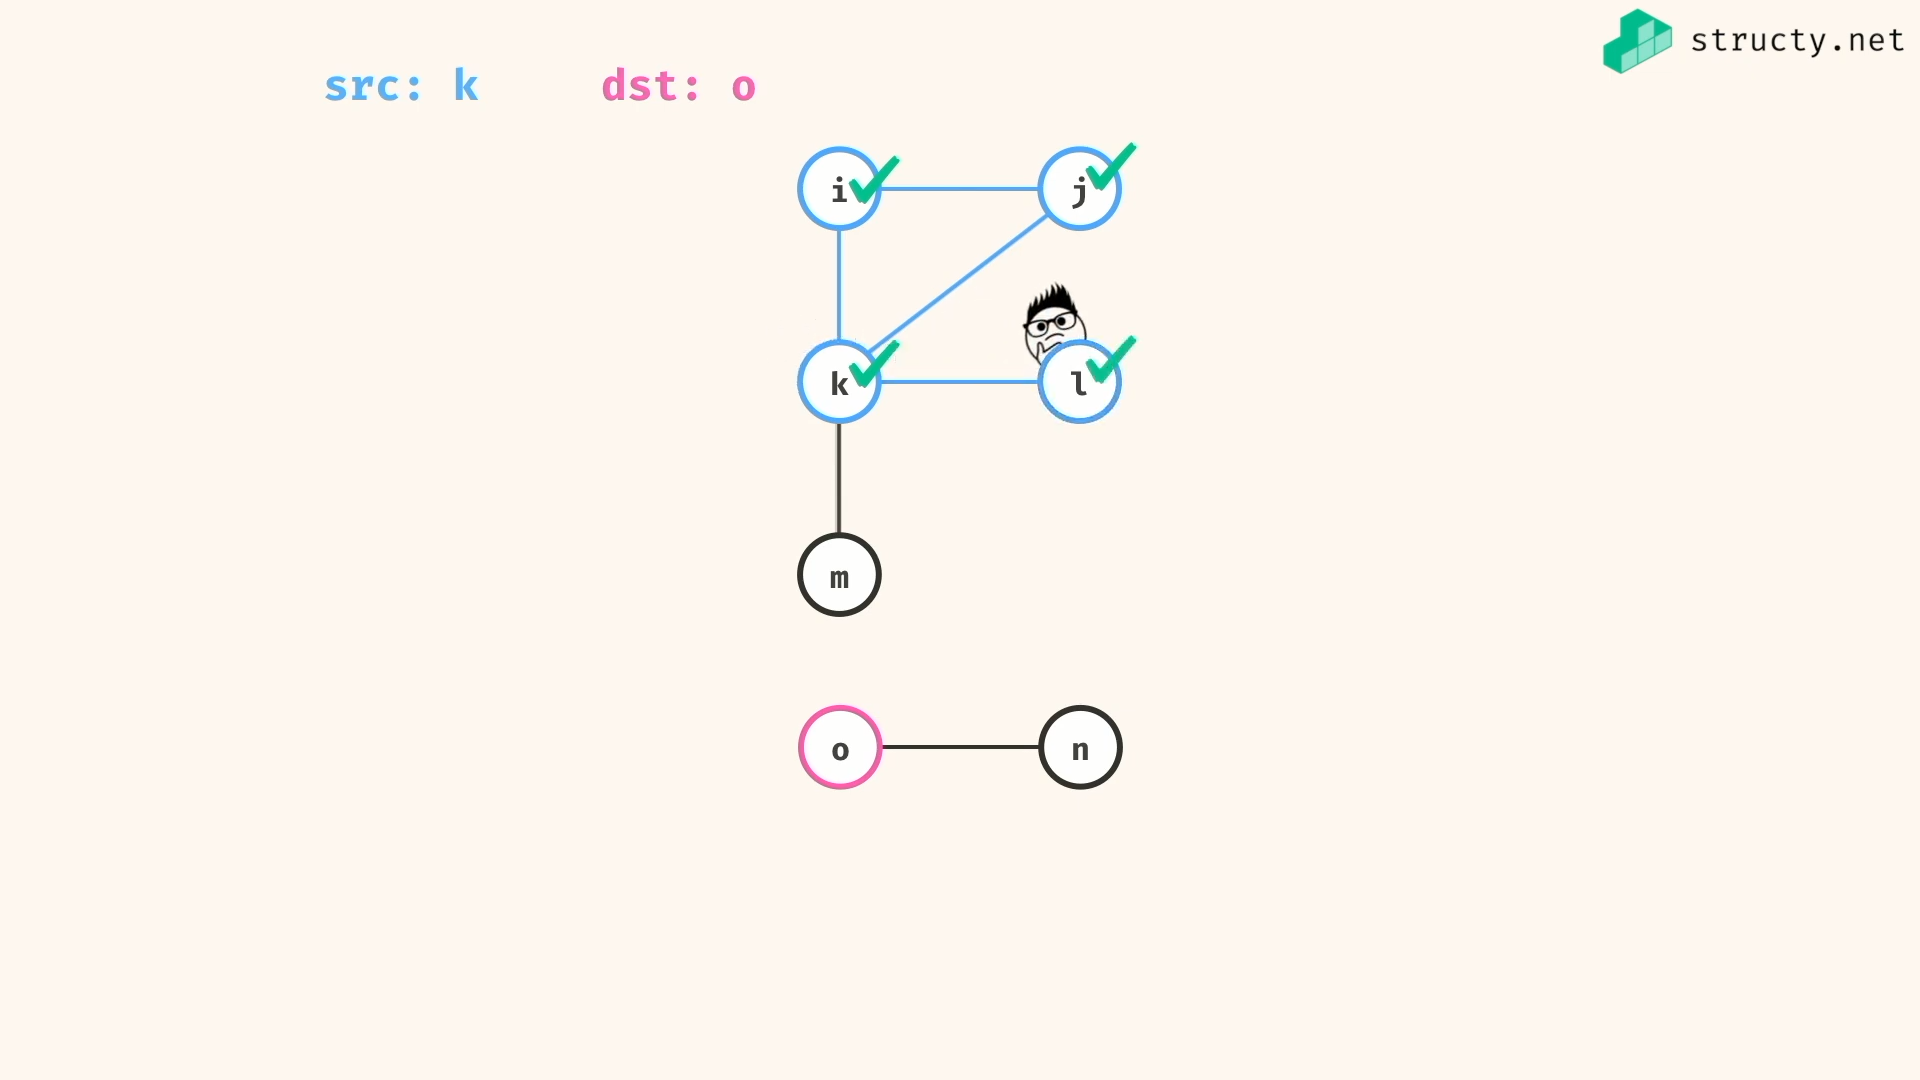 structy.net
src: k dst: o
i j
k l
m
o n